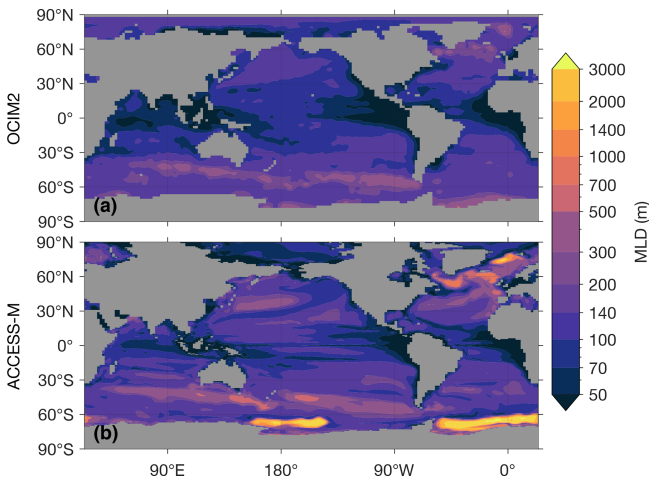 90°N
60°N
30°N
0°
30°S
60°S
90°S
OCIM2
(a)
90°N
60°N
30°N
0°
30°S
60°S
90°S
ACCESS-M
(b)
90°E
180°
90°W
0°
3000
2000
1400
1000
700
500
300
200
140
100
70
50
MLD (m)